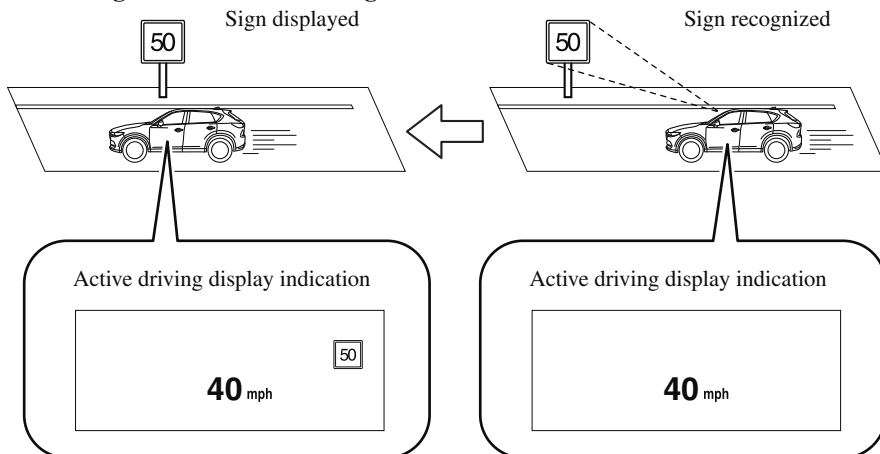 Sign displayed
Sign recognized
50
50
Active driving display indication
Active driving display indication
50
40 mph
40 mph